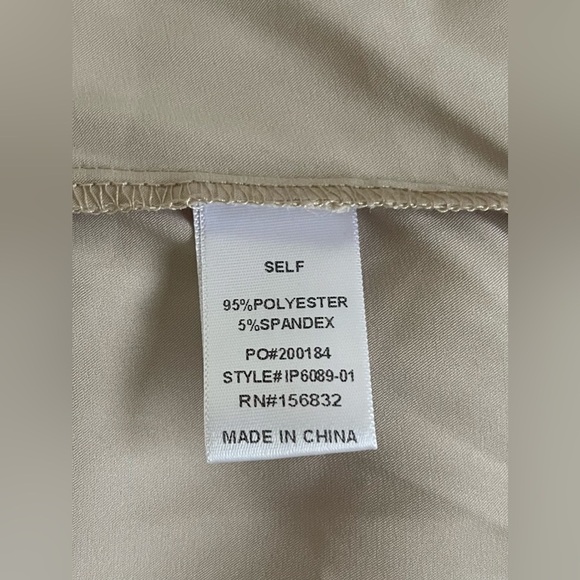 SELF
95%POLYESTER
5%SPANDEX
PO#200184
STYLE#IP6089-01
RN#156832
MADE IN CHINA